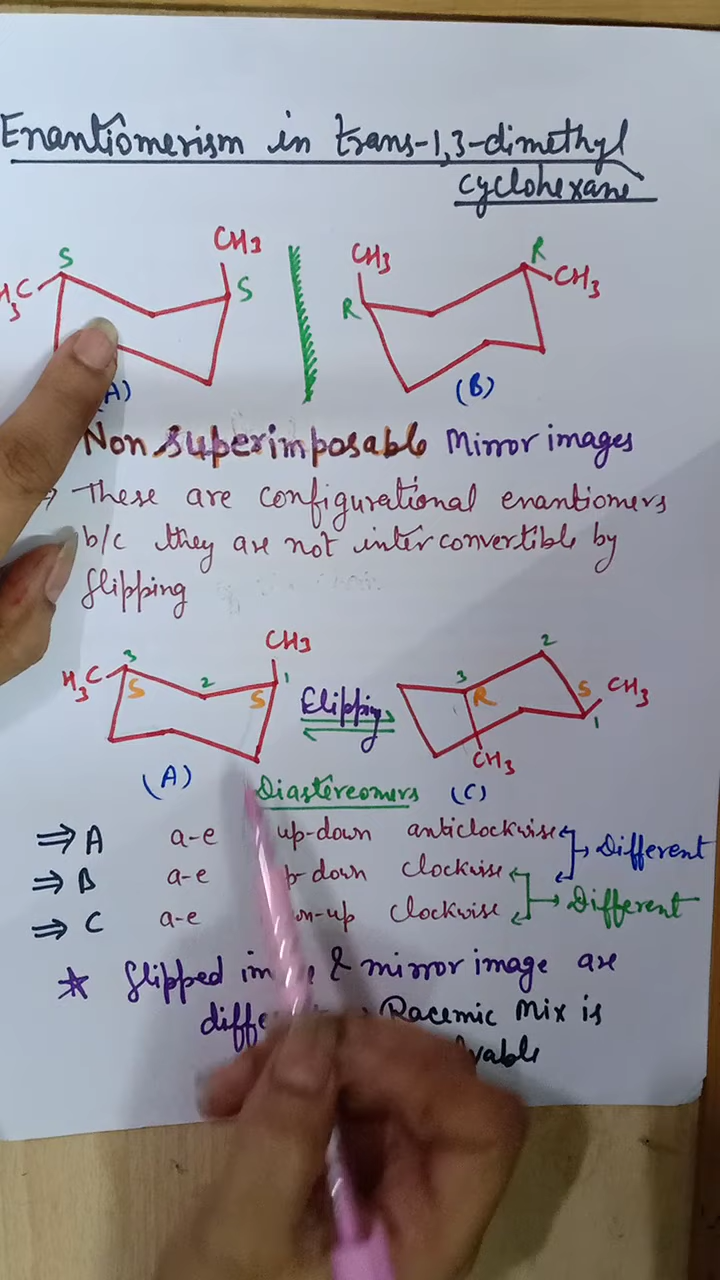 Enantiomerism in trans-1,3-dimethyl
cyclohexane
S CH3 CH3 R
H3C S R CH3
(A) (B)
Non Superimposable Mirror images
→ These are configurational enantiomers
b/c they are not interconvertible by
flipping
CH3 2
H3C 3 2 1 Flipping 3 S CH3
S S R 1
CH3
(A) Diastereomers (C)
⇒ A a-e up-down anticlockwise Different
⇒ B a-e down clockwise Different
⇒ C a-e -up clockwise
* flipped & mirror image are
Racemic Mix is